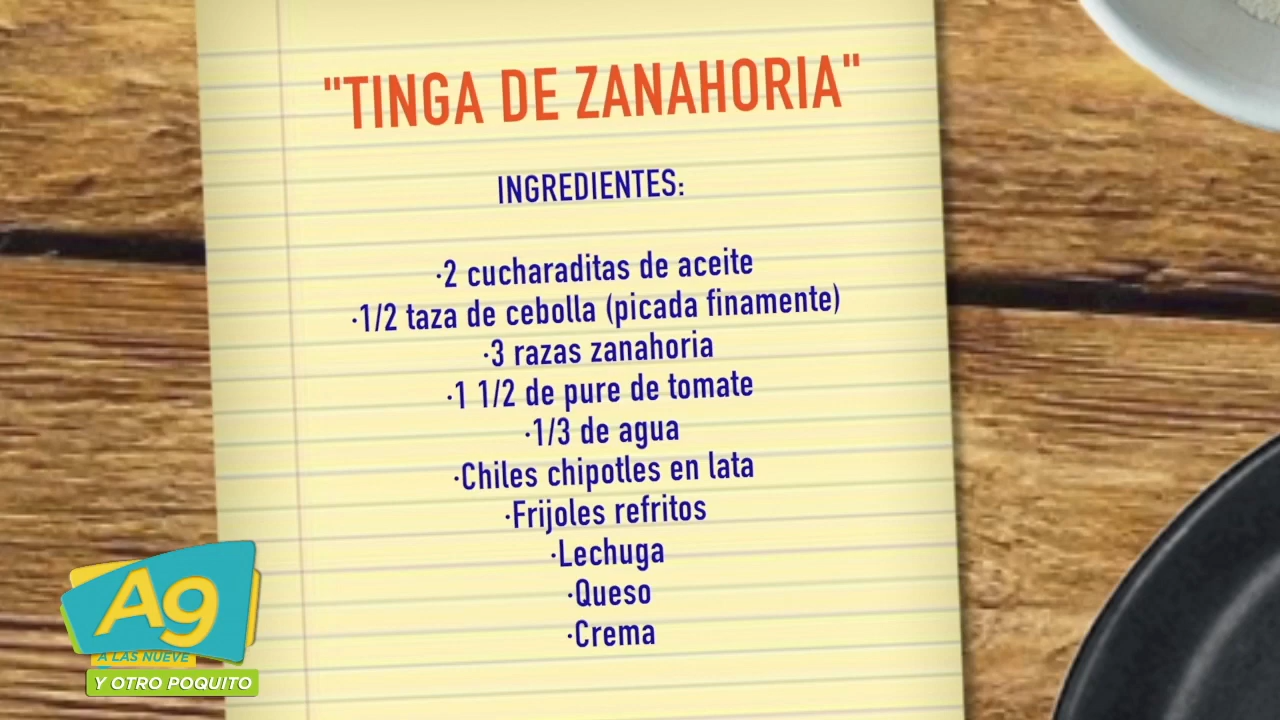 "TINGA DE ZANAHORIA"
INGREDIENTES:
·2 cucharaditas de aceite
·1/2 taza de cebolla (picada finamente)
·3 razas zanahoria
·1 1/2 de pure de tomate
·1/3 de agua
·Chiles chipotles en lata
·Frijoles refritos
·Lechuga
·Queso
·Crema
A9
A LAS NUEVE
Y OTRO POQUITO